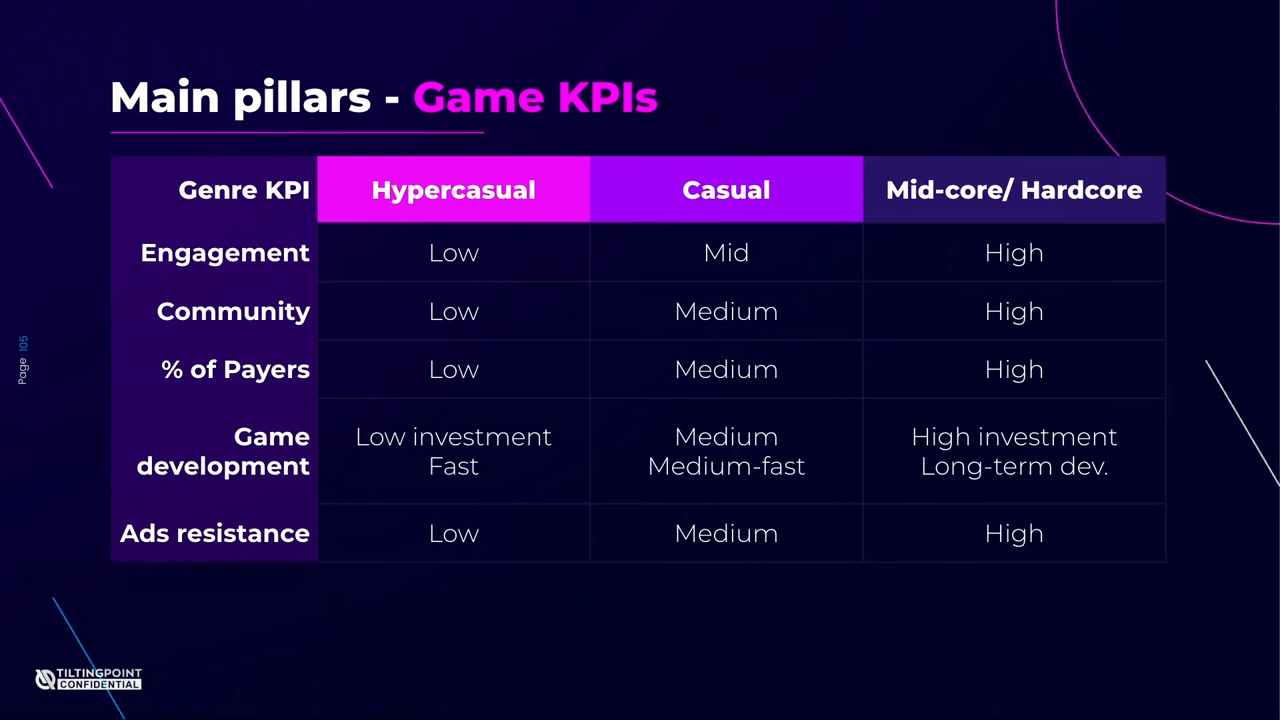 Main pillars - Game KPIs
Genre KPI Hypercasual Casual Mid-core/ Hardcore
Engagement Low Mid High
Community Low Medium High
% of Payers Low Medium High
Game development Low investment Fast Medium Medium-fast High investment Long-term dev.
Ads resistance Low Medium High
Page 105
TILTINGPOINT
CONFIDENTIAL